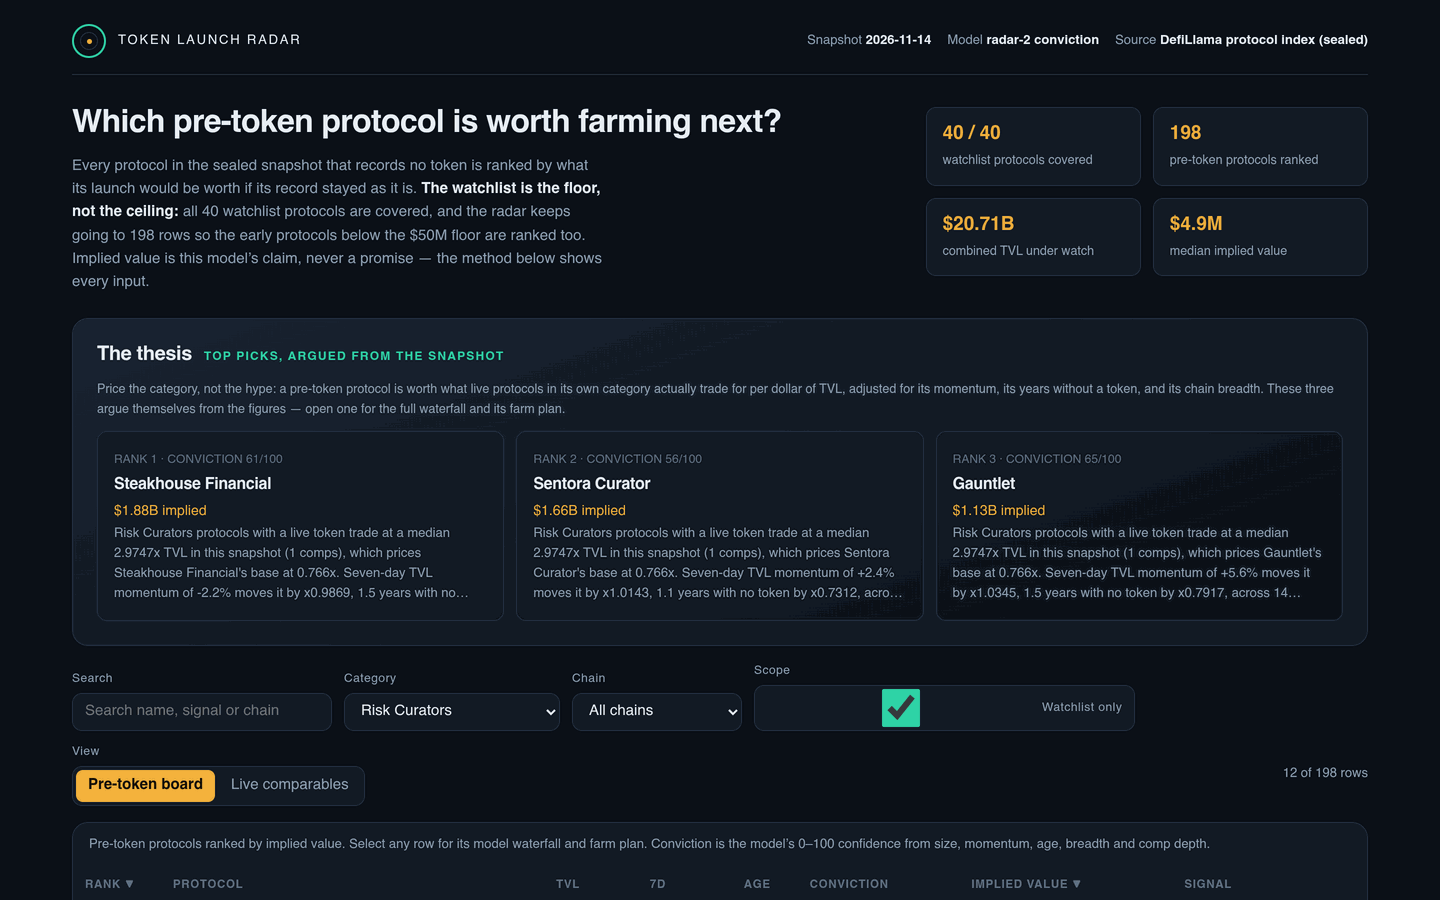 TOKEN LAUNCH RADAR
Snapshot 2026-11-14 Model radar-2 conviction Source DefiLlama protocol index (sealed)
Which pre-token protocol is worth farming next?
Every protocol in the sealed snapshot that records no token is ranked by what
its launch would be worth if its record stayed as it is. The watchlist is the floor,
not the ceiling: all 40 watchlist protocols are covered, and the radar keeps
going to 198 rows so the early protocols below the $50M floor are ranked too.
Implied value is this model's claim, never a promise — the method below shows
every input.
40 / 40
watchlist protocols covered
198
pre-token protocols ranked
$20.71B
combined TVL under watch
$4.9M
median implied value
The thesis TOP PICKS, ARGUED FROM THE SNAPSHOT
Price the category, not the hype: a pre-token protocol is worth what live protocols in its own category actually trade for per dollar of TVL, adjusted for its momentum, its years without a token, and its chain breadth. These three
argue themselves from the figures — open one for the full waterfall and its farm plan.
RANK 1 · CONVICTION 61/100
Steakhouse Financial
$1.88B implied
Risk Curators protocols with a live token trade at a median
2.9747x TVL in this snapshot (1 comps), which prices
Steakhouse Financial's base at 0.766x. Seven-day TVL
momentum of -2.2% moves it by x0.9869, 1.5 years with no…
RANK 2 · CONVICTION 56/100
Sentora Curator
$1.66B implied
Risk Curators protocols with a live token trade at a median
2.9747x TVL in this snapshot (1 comps), which prices Sentora
Curator's base at 0.766x. Seven-day TVL momentum of +2.4%
moves it by x1.0143, 1.1 years with no token by x0.7312, acro…
RANK 3 · CONVICTION 65/100
Gauntlet
$1.13B implied
Risk Curators protocols with a live token trade at a median
2.9747x TVL in this snapshot (1 comps), which prices Gauntlet's
base at 0.766x. Seven-day TVL momentum of +5.6% moves it
by x1.0345, 1.5 years with no token by x0.7917, across 14…
Search
Search name, signal or chain
Category
Risk Curators
Chain
All chains
Scope
Watchlist only
View
Pre-token board Live comparables
12 of 198 rows
Pre-token protocols ranked by implied value. Select any row for its model waterfall and farm plan. Conviction is the model's 0–100 confidence from size, momentum, age, breadth and comp depth.
RANK ▼ PROTOCOL TVL 7D AGE CONVICTION IMPLIED VALUE ▼ SIGNAL